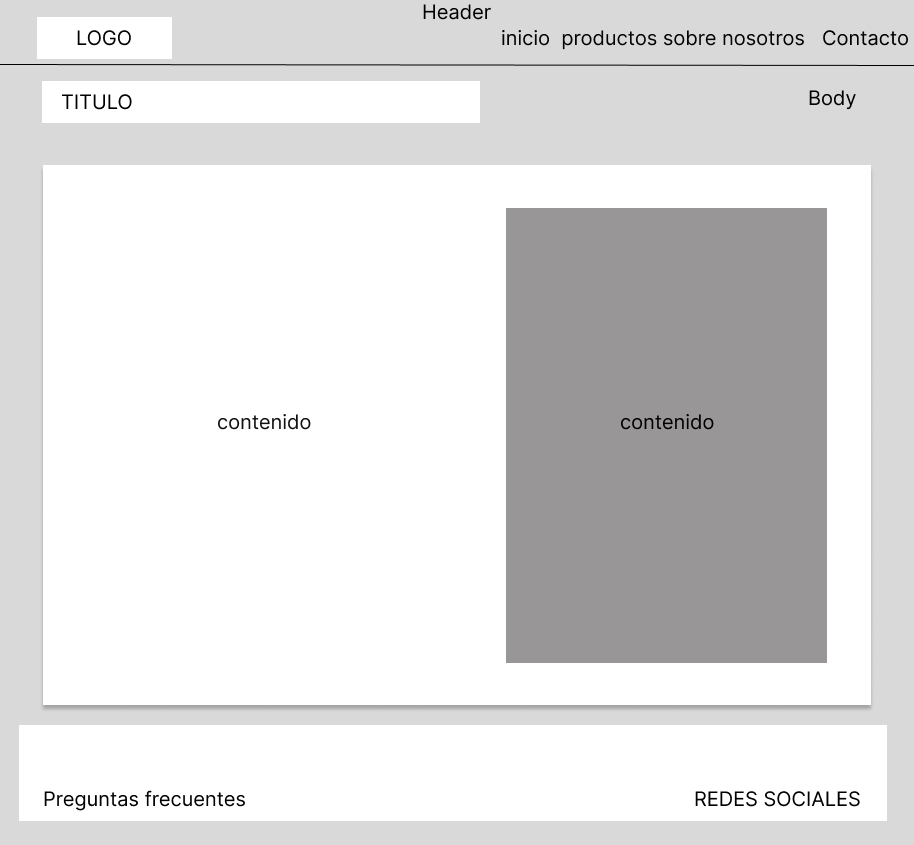 Header
LOGO
inicio productos sobre nosotros Contacto
TITULO
Body
contenido
contenido
Preguntas frecuentes
REDES SOCIALES